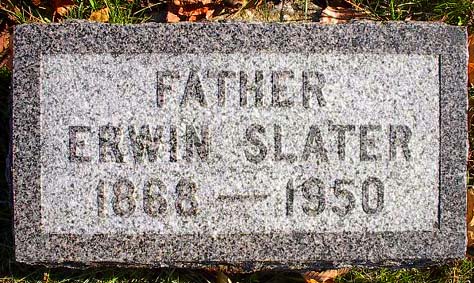 FATHER
ERWIN SLATER
1868 — 1950